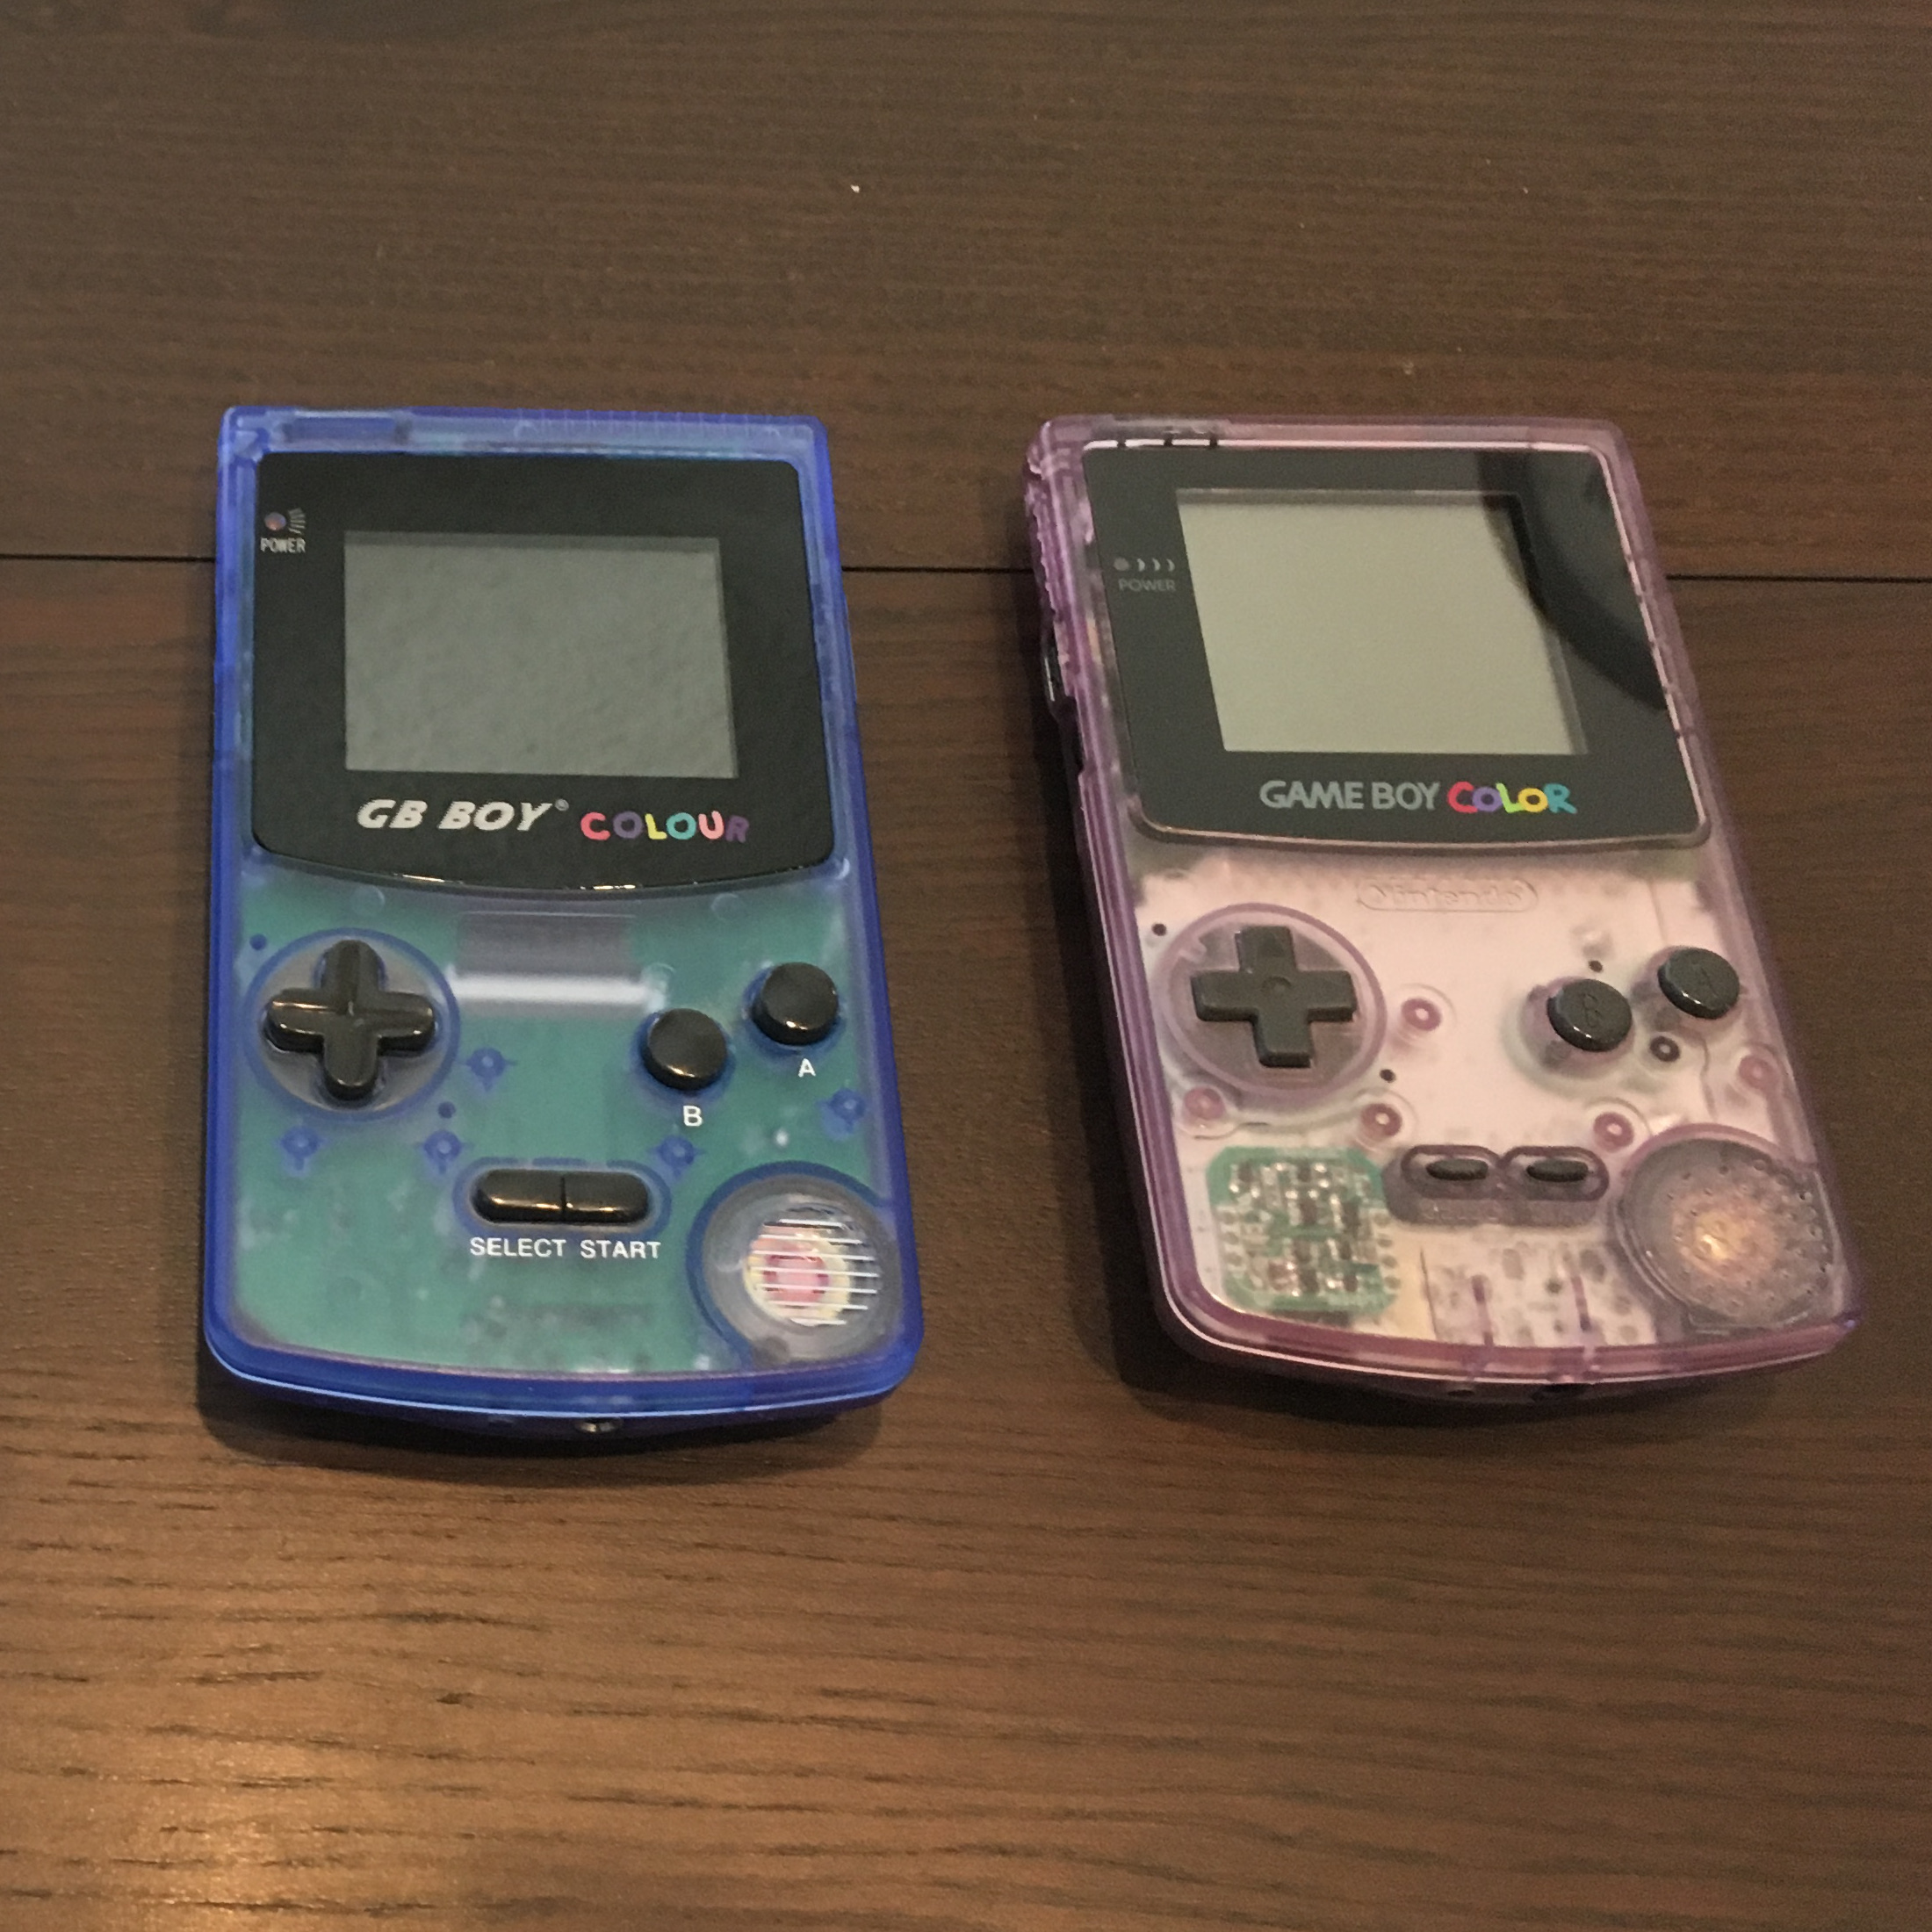 POWER
GB BOY® COLOUR
A
B
SELECT START
POWER
GAME BOY COLOR
Nintendo
B
A